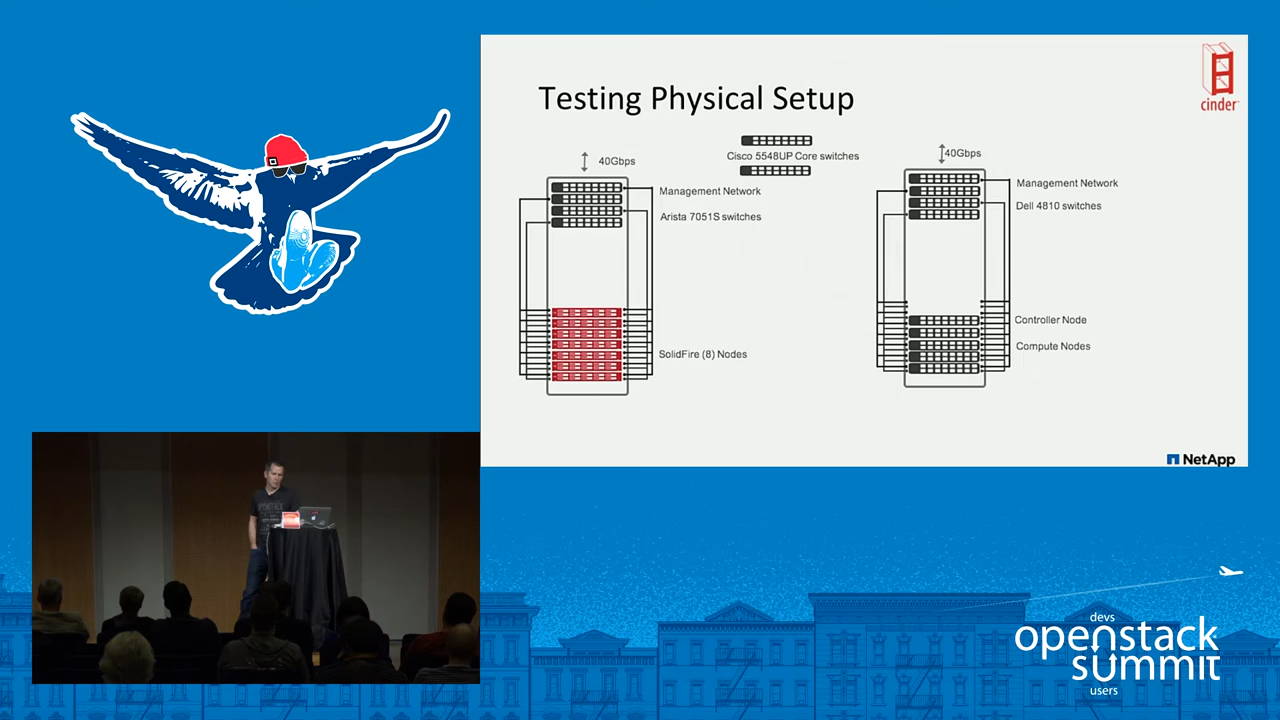 Testing Physical Setup
cinder
40Gbps
Cisco 5548UP Core switches
40Gbps
Management Network
Arista 7051S switches
SolidFire (8) Nodes
Management Network
Dell 4810 switches
Controller Node
Compute Nodes
NetApp
devs
openstack
summit
users